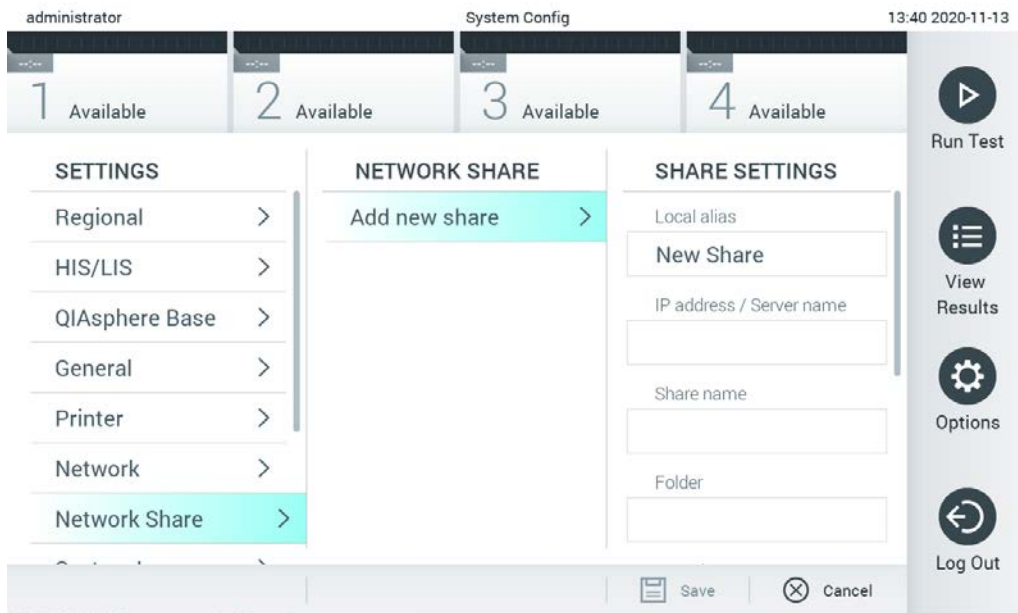 administrator System Config 13:40 2020-11-13
--:-- --:-- --:-- --:--
1 Available 2 Available 3 Available 4 Available
Run Test
SETTINGS
Regional
HIS/LIS
QIAsphere Base
General
Printer
Network
Network Share
NETWORK SHARE
Add new share
SHARE SETTINGS
Local alias
New Share
IP address / Server name
Share name
Folder
View
Results
Options
Log Out
Save Cancel